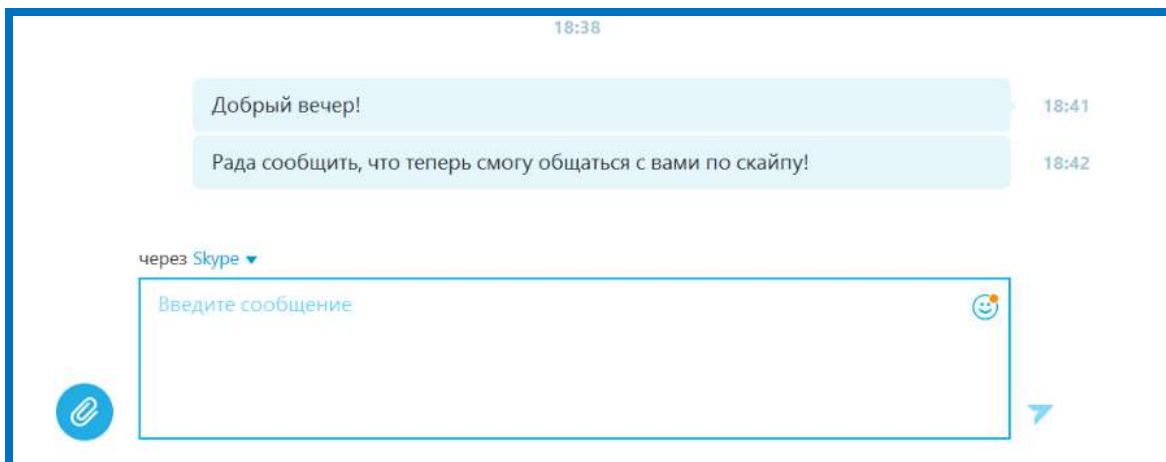 18:38
Добрый вечер! 18:41
Рада сообщить, что теперь смогу общаться с вами по скайпу! 18:42
через Skype
Введите сообщение